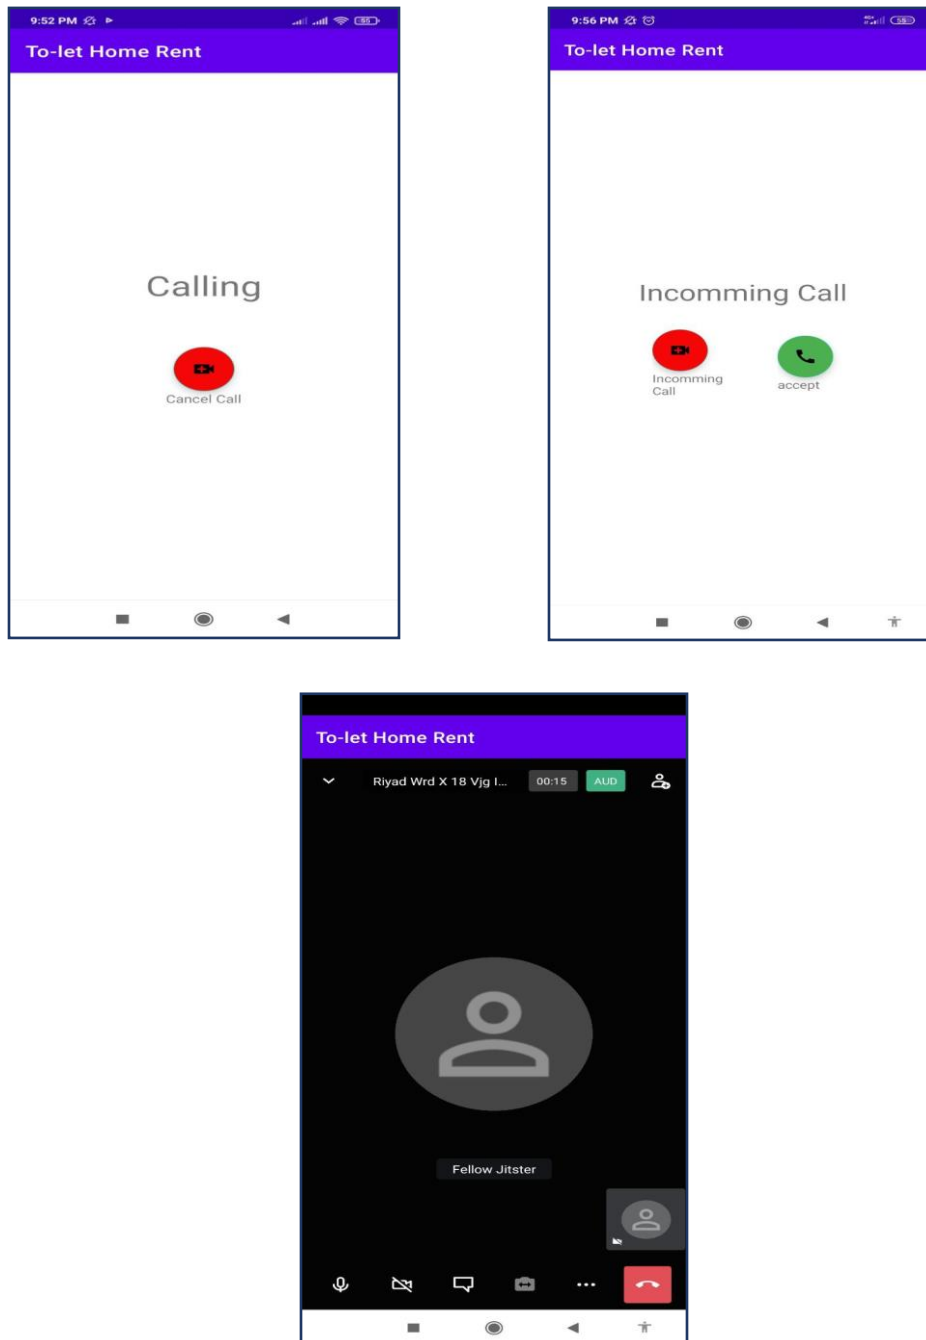 9:52 PM
To-let Home Rent
Calling
Cancel Call
9:56 PM
To-let Home Rent
Incomming Call
Incomming
Call
accept
To-let Home Rent
Riyad Wrd X 18 Vjg I... 00:15 AUD
Fellow Jitster